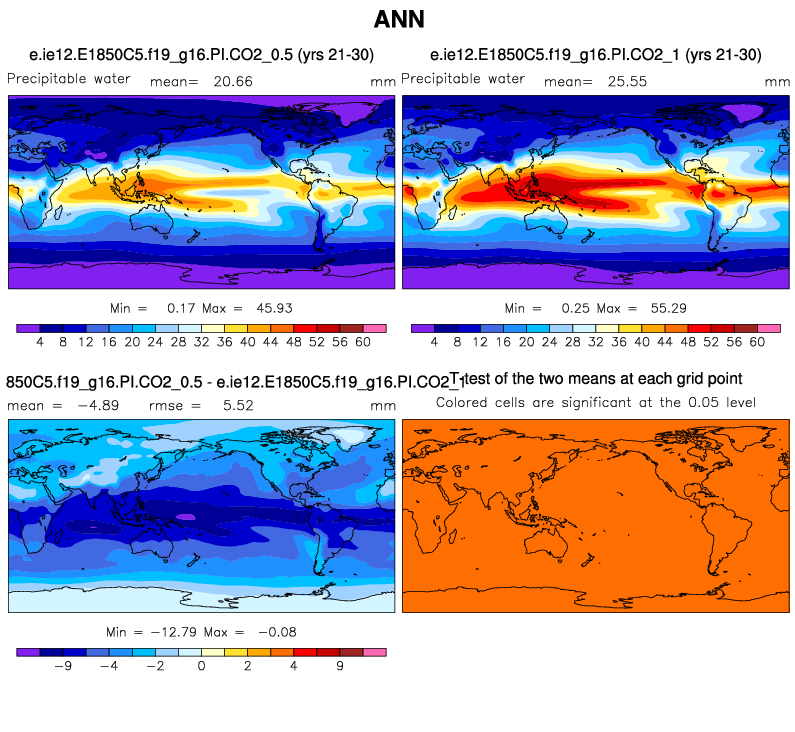 ANN
e.ie12.E1850C5.f19_g16.PI.CO2_0.5 (yrs 21-30)
Precipitable water mean= 20.66 mm
Min = 0.17 Max = 45.93
4 8 12 16 20 24 28 32 36 40 44 48 52 56 60
e.ie12.E1850C5.f19_g16.PI.CO2_1 (yrs 21-30)
Precipitable water mean= 25.55 mm
Min = 0.25 Max = 55.29
4 8 12 16 20 24 28 32 36 40 44 48 52 56 60
850C5.f19_g16.PI.CO2_0.5 - e.ie12.E1850C5.f19_g16.PI.CO2_1
mean = −4.89 rmse = 5.52 mm
Min = −12.79 Max = −0.08
−9 −4 −2 0 2 4 9
T-test of the two means at each grid point
Colored cells are significant at the 0.05 level